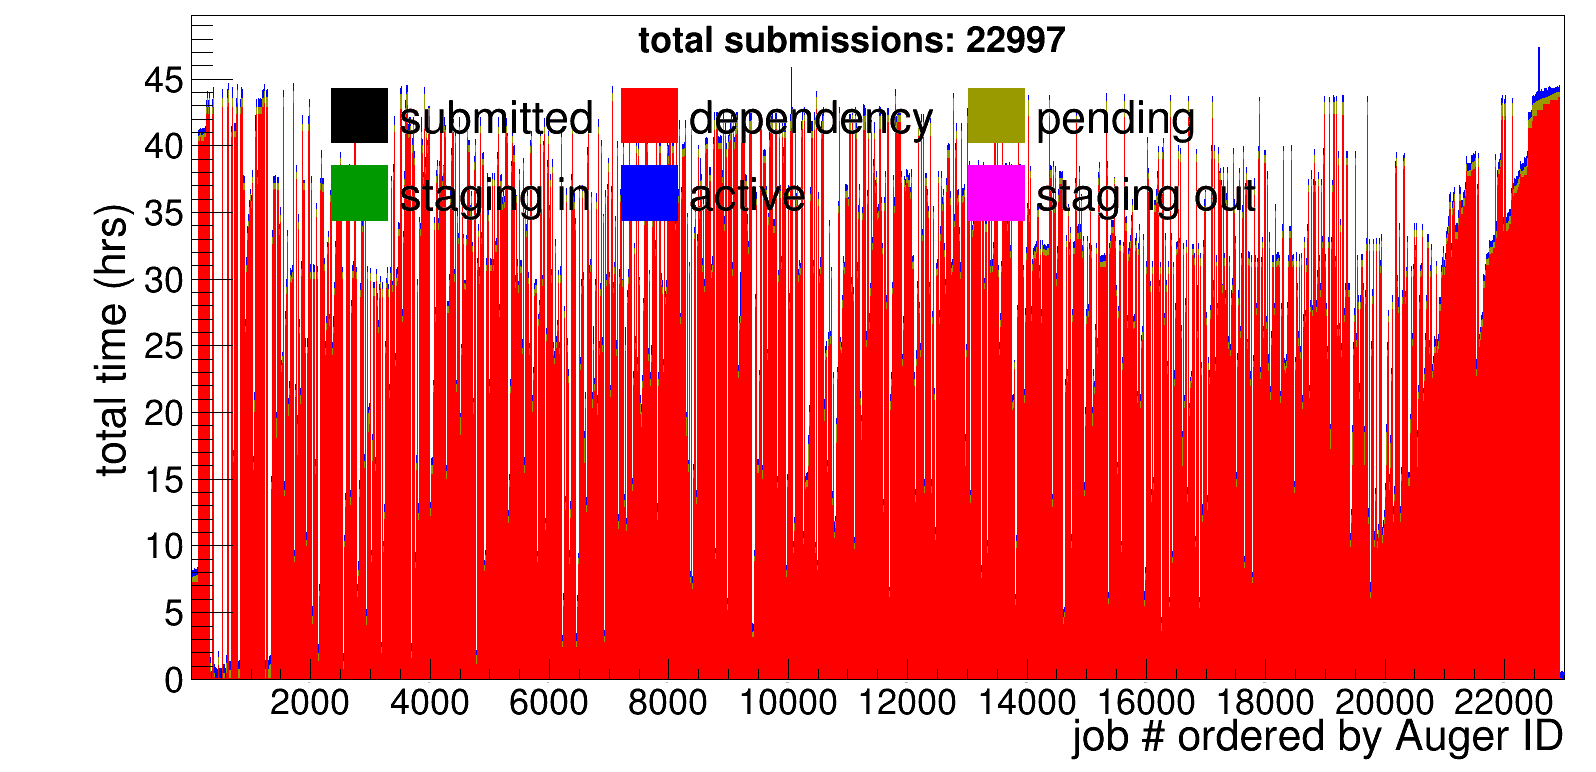 total submissions: 22997
submitted dependency pending
staging in active staging out
total time (hrs)
45
40
35
30
25
20
15
10
5
0
2000 4000 6000 8000 10000 12000 14000 16000 18000 20000 22000
job # ordered by Auger ID